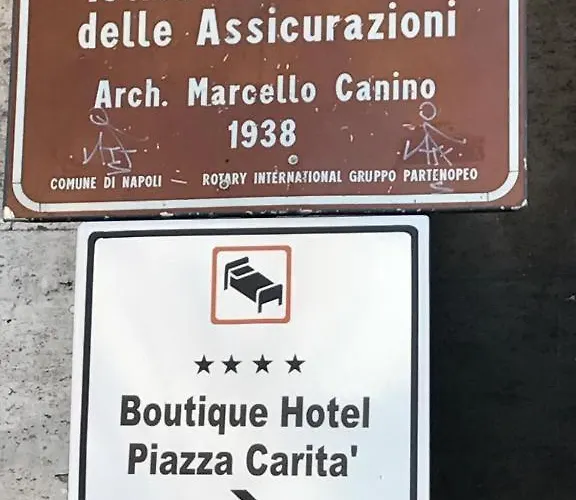 delle Assicurazioni
Arch. Marcello Canino
1938
COMUNE DI NAPOLI — ROTARY INTERNATIONAL GRUPPO PARTENOPEO
Boutique Hotel
Piazza Carita'